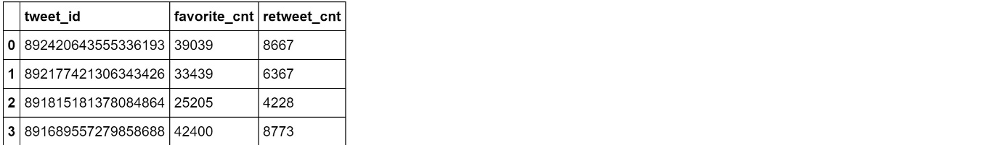 tweet_id favorite_cnt retweet_cnt
0 892420643555336193 39039 8667
1 892177421306343426 33439 6367
2 891815181378084864 25205 4228
3 891689557279858688 42400 8773